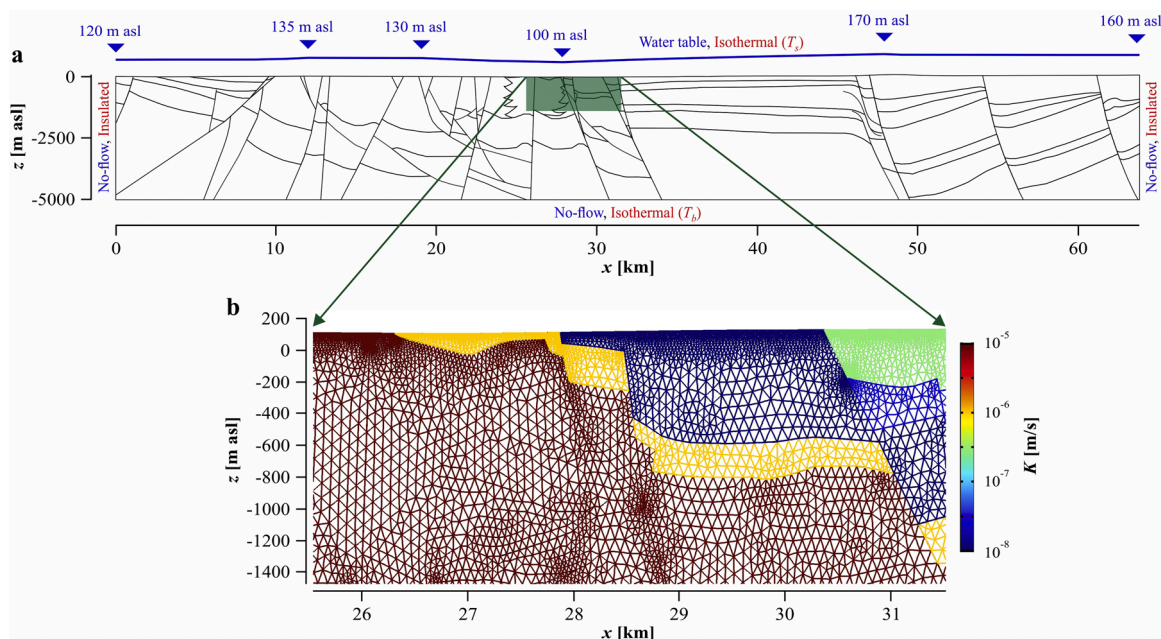 120 m asl
135 m asl
130 m asl
100 m asl
170 m asl
160 m asl
Water table, Isothermal (Ts)
a
0
-2500
-5000
z [m asl]
No-flow, Insulated
No-flow, Insulated
No-flow, Isothermal (Tb)
0
10
20
30
40
50
60
x [km]
b
200
0
-200
-400
-600
-800
-1000
-1200
-1400
z [m asl]
26
27
28
29
30
31
x [km]
10-5
10-6
10-7
10-8
K [m/s]